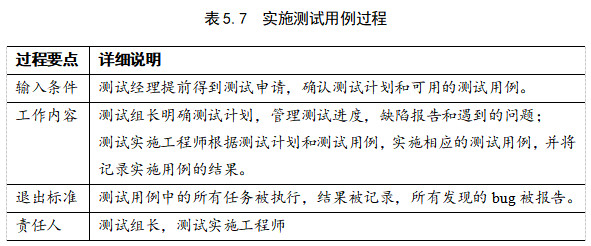 表5.7 实施测试用例过程
过程要点 详细说明
输入条件 测试经理提前得到测试申请，确认测试计划和可用的测试用例。
工作内容 测试组长明确测试计划，管理测试进度，缺陷报告和遇到的问题；
测试实施工程师根据测试计划和测试用例，实施相应的测试用例，并将
记录实施用例的结果。
退出标准 测试用例中的所有任务被执行，结果被记录，所有发现的 bug 被报告。
责任人 测试组长，测试实施工程师